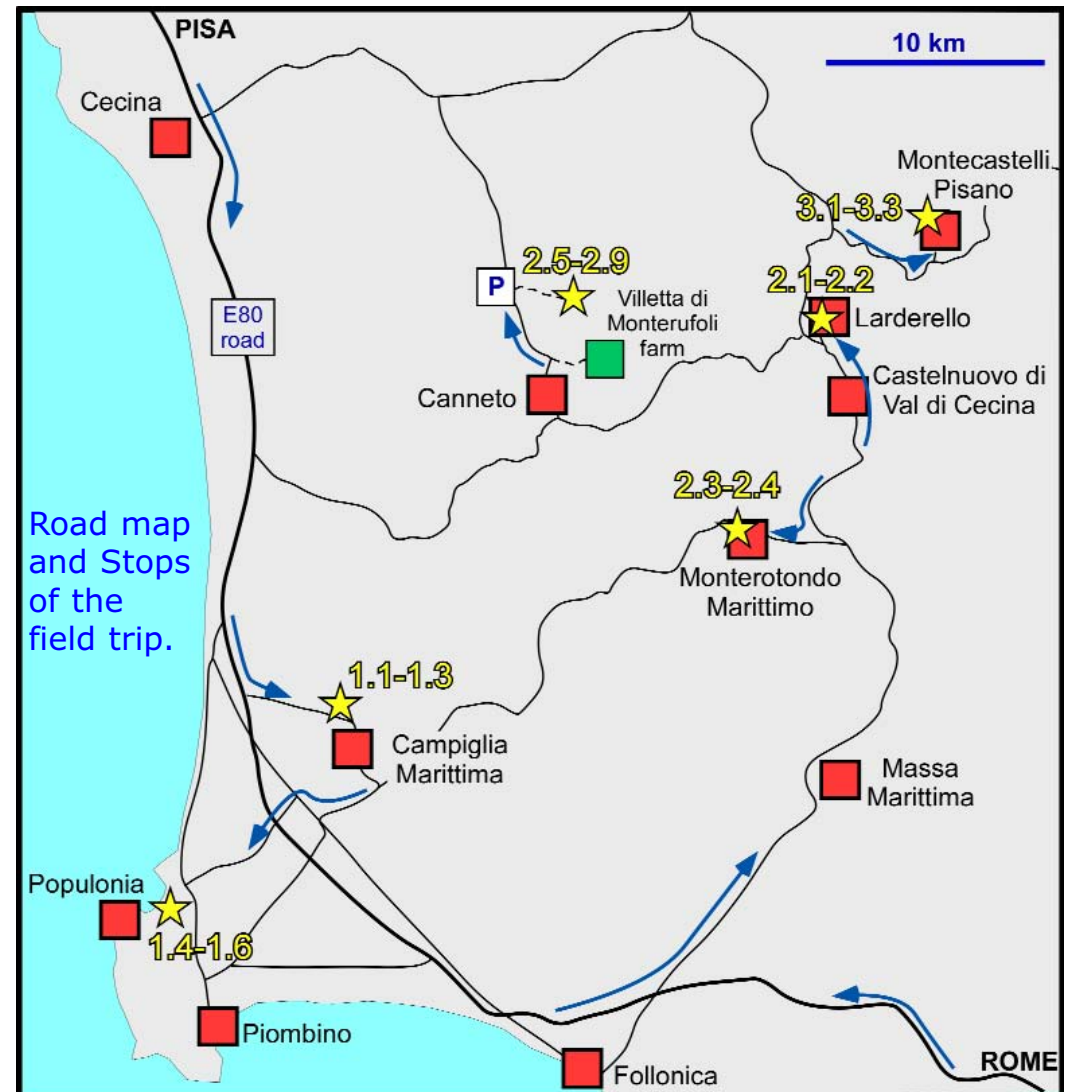 PISA
10 km
Cecina
Montecastelli
Pisano
3.1-3.3
2.5-2.9
2.1-2.2
P
Villetta di
Monterufoli
farm
E80
road
Larderello
Canneto
Castelnuovo di
Val di Cecina
2.3-2.4
Road map
and Stops
of the
field trip.
Monterotondo
Marittimo
1.1-1.3
Campiglia
Marittima
Massa
Marittima
Populonia
1.4-1.6
Piombino
ROME
Follonica